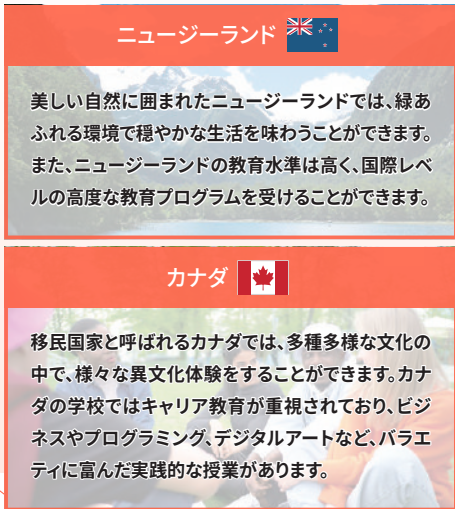 ニュージーランド
美しい自然に囲まれたニュージーランドでは、緑あ
ふれる環境で穏やかな生活を味わうことができます。
また、ニュージーランドの教育水準は高く、国際レベ
ルの高度な教育プログラムを受けることができます。
カナダ
移民国家と呼ばれるカナダでは、多種多様な文化の
中で、様々な異文化体験をすることができます。カナ
ダの学校ではキャリア教育が重視されており、ビジ
ネスやプログラミング、デジタルアートなど、バラエ
ティに富んだ実践的な授業があります。